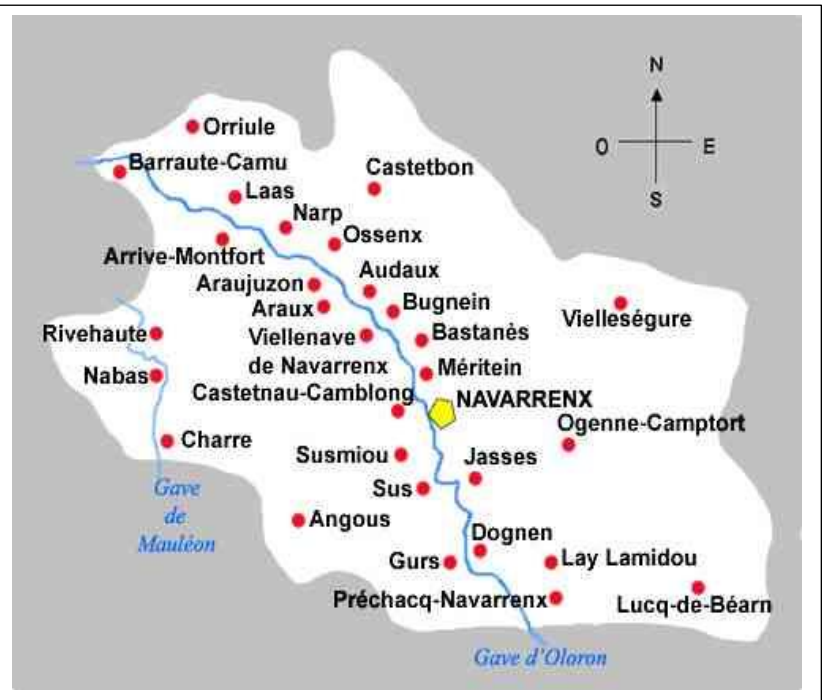 N
O E
S
Orriule
Barraute-Camu
Castetbon
Laas
Narp
Ossenx
Arrive-Montfort
Audaux
Araujuzon
Bugnein
Araux
Vielleségure
Rivehaute
Viellenave
de Navarrenx
Bastanès
Méritein
Nabas
Castetnau-Camblong
NAVARRENX
Ogenne-Camptort
Charre
Susmiou
Jasses
Sus
Gave
de
Mauléon
Angous
Dognen
Gurs
Lay Lamidou
Préchacq-Navarrenx
Lucq-de-Béarn
Gave d'Oloron